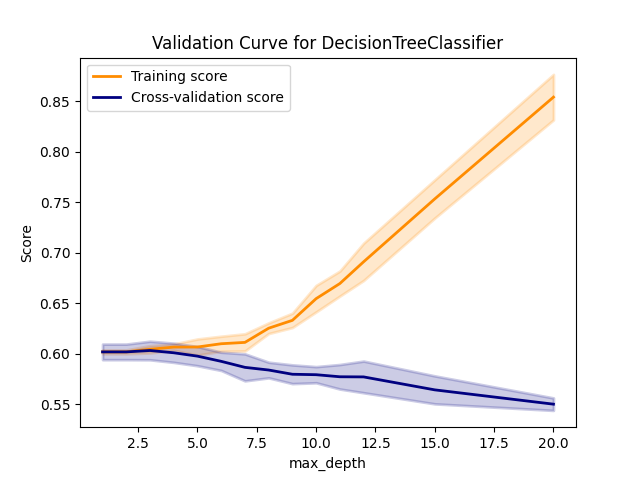 Validation Curve for DecisionTreeClassifier
Training score
Cross-validation score
0.85
0.80
0.75
0.70
0.65
0.60
0.55
Score
2.5 5.0 7.5 10.0 12.5 15.0 17.5 20.0
max_depth